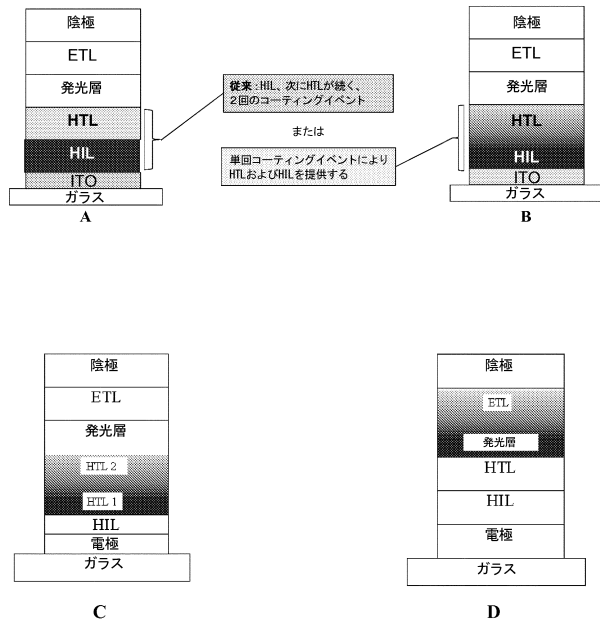 陰極
ETL
発光層
HTL
HIL
ITO
ガラス
A
従来:HIL、次にHTLが続く、
2回のコーティングイベント
または
単回コーティングイベントにより
HTLおよびHILを提供する
陰極
ETL
発光層
HTL
HIL
ITO
ガラス
B
陰極
ETL
発光層
HTL 2
HTL 1
HIL
電極
ガラス
C
陰極
ETL
発光層
HTL
HIL
電極
ガラス
D